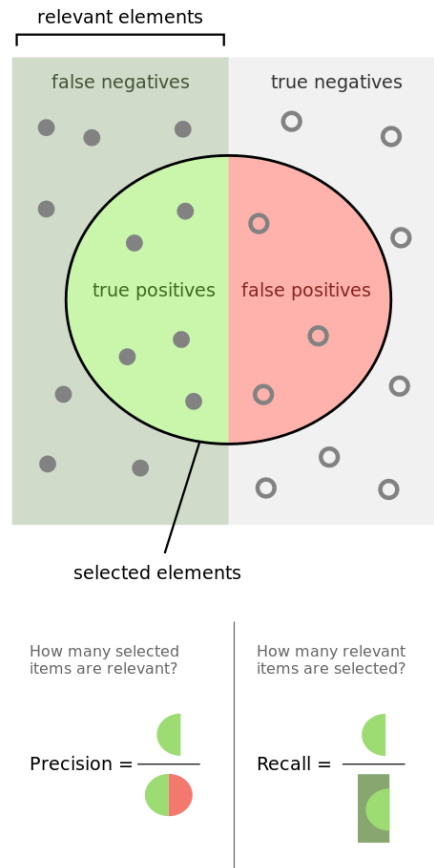 relevant elements
false negatives
true negatives
true positives
false positives
selected elements
How many selected
items are relevant?
How many relevant
items are selected?
Precision =
Recall =